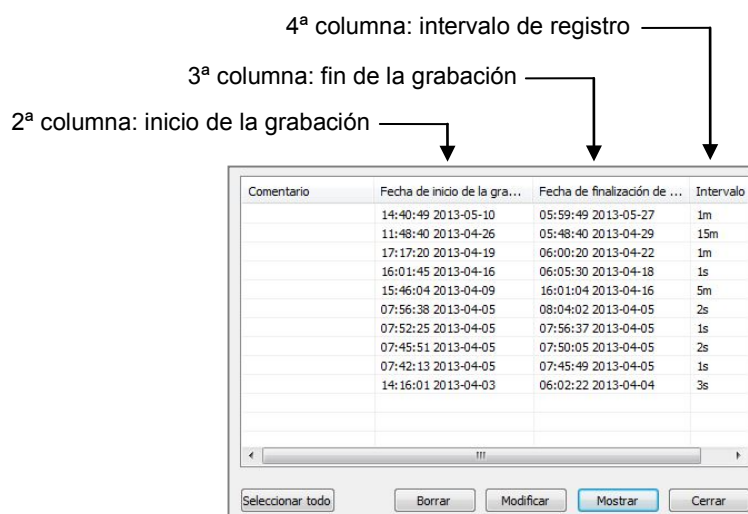 4ª columna: intervalo de registro
3ª columna: fin de la grabación
2ª columna: inicio de la grabación
Comentario Fecha de inicio de la gra... Fecha de finalización de ... Intervalo
14:40:49 2013-05-10 05:59:49 2013-05-27 1m
11:48:40 2013-04-26 05:48:40 2013-04-29 15m
17:17:20 2013-04-19 06:00:20 2013-04-22 1m
16:01:45 2013-04-16 06:05:30 2013-04-18 1s
15:46:04 2013-04-09 16:01:04 2013-04-16 5m
07:56:38 2013-04-05 08:04:02 2013-04-05 2s
07:52:25 2013-04-05 07:56:37 2013-04-05 1s
07:45:51 2013-04-05 07:50:05 2013-04-05 2s
07:42:13 2013-04-05 07:45:49 2013-04-05 1s
14:16:01 2013-04-03 06:02:22 2013-04-04 3s
Seleccionar todo Borrar Modificar Mostrar Cerrar